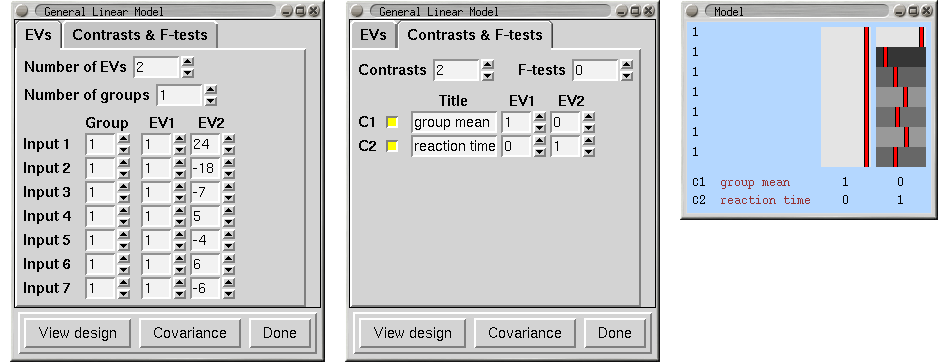 General Linear Model
EVs Contrasts & F-tests
Number of EVs 2
Number of groups 1
Group EV1 EV2
Input 1 1 1 24
Input 2 1 1 -18
Input 3 1 1 -7
Input 4 1 1 5
Input 5 1 1 -4
Input 6 1 1 6
Input 7 1 1 -6
View design Covariance Done
General Linear Model
EVs Contrasts & F-tests
Contrasts 2 F-tests 0
Title EV1 EV2
C1 group mean 1 0
C2 reaction time 0 1
View design Covariance Done
Model
1
1
1
1
1
1
1
C1 group mean 1 0
C2 reaction time 0 1